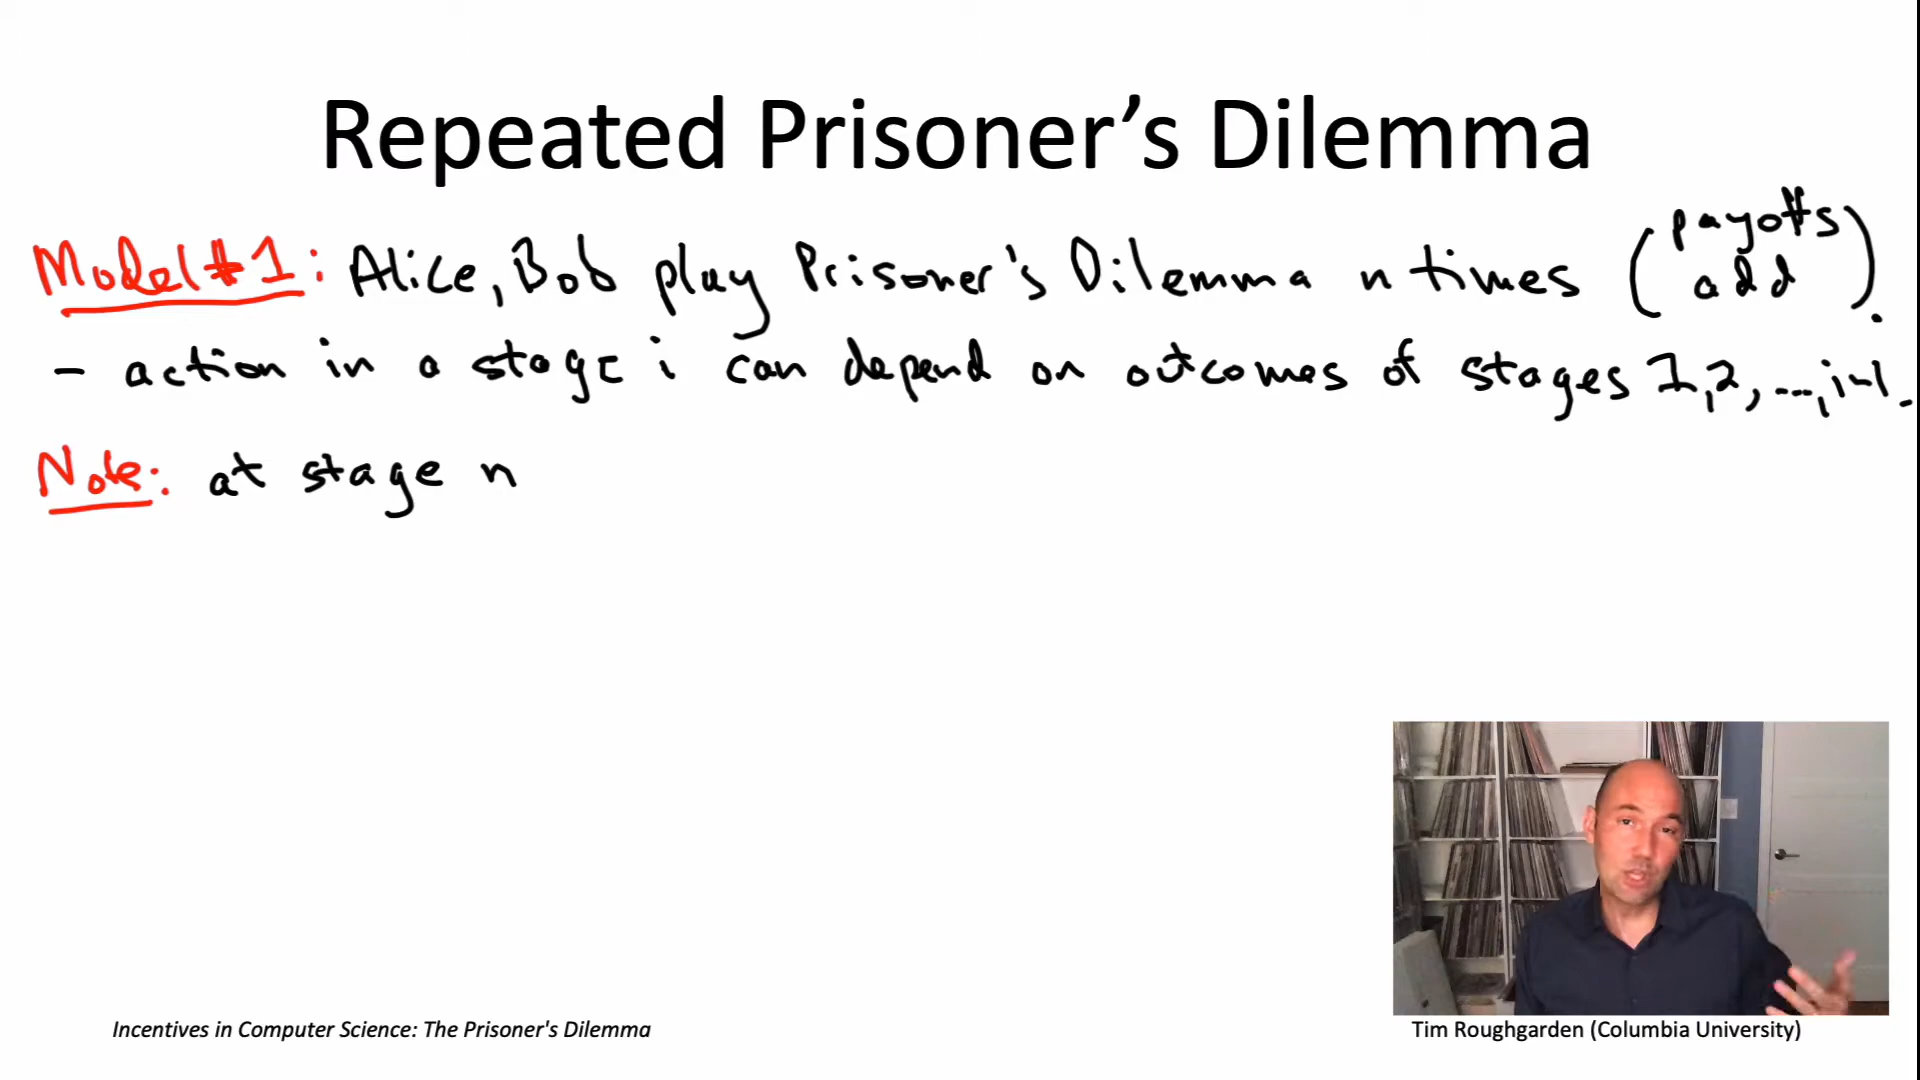 Repeated Prisoner's Dilemma
Model #1: Alice, Bob play Prisoner's Dilemma n times (payoffs add).
- action in a stage i can depend on outcomes of stages 1,2, ..., i-1.
Note: at stage n
Incentives in Computer Science: The Prisoner's Dilemma
Tim Roughgarden (Columbia University)